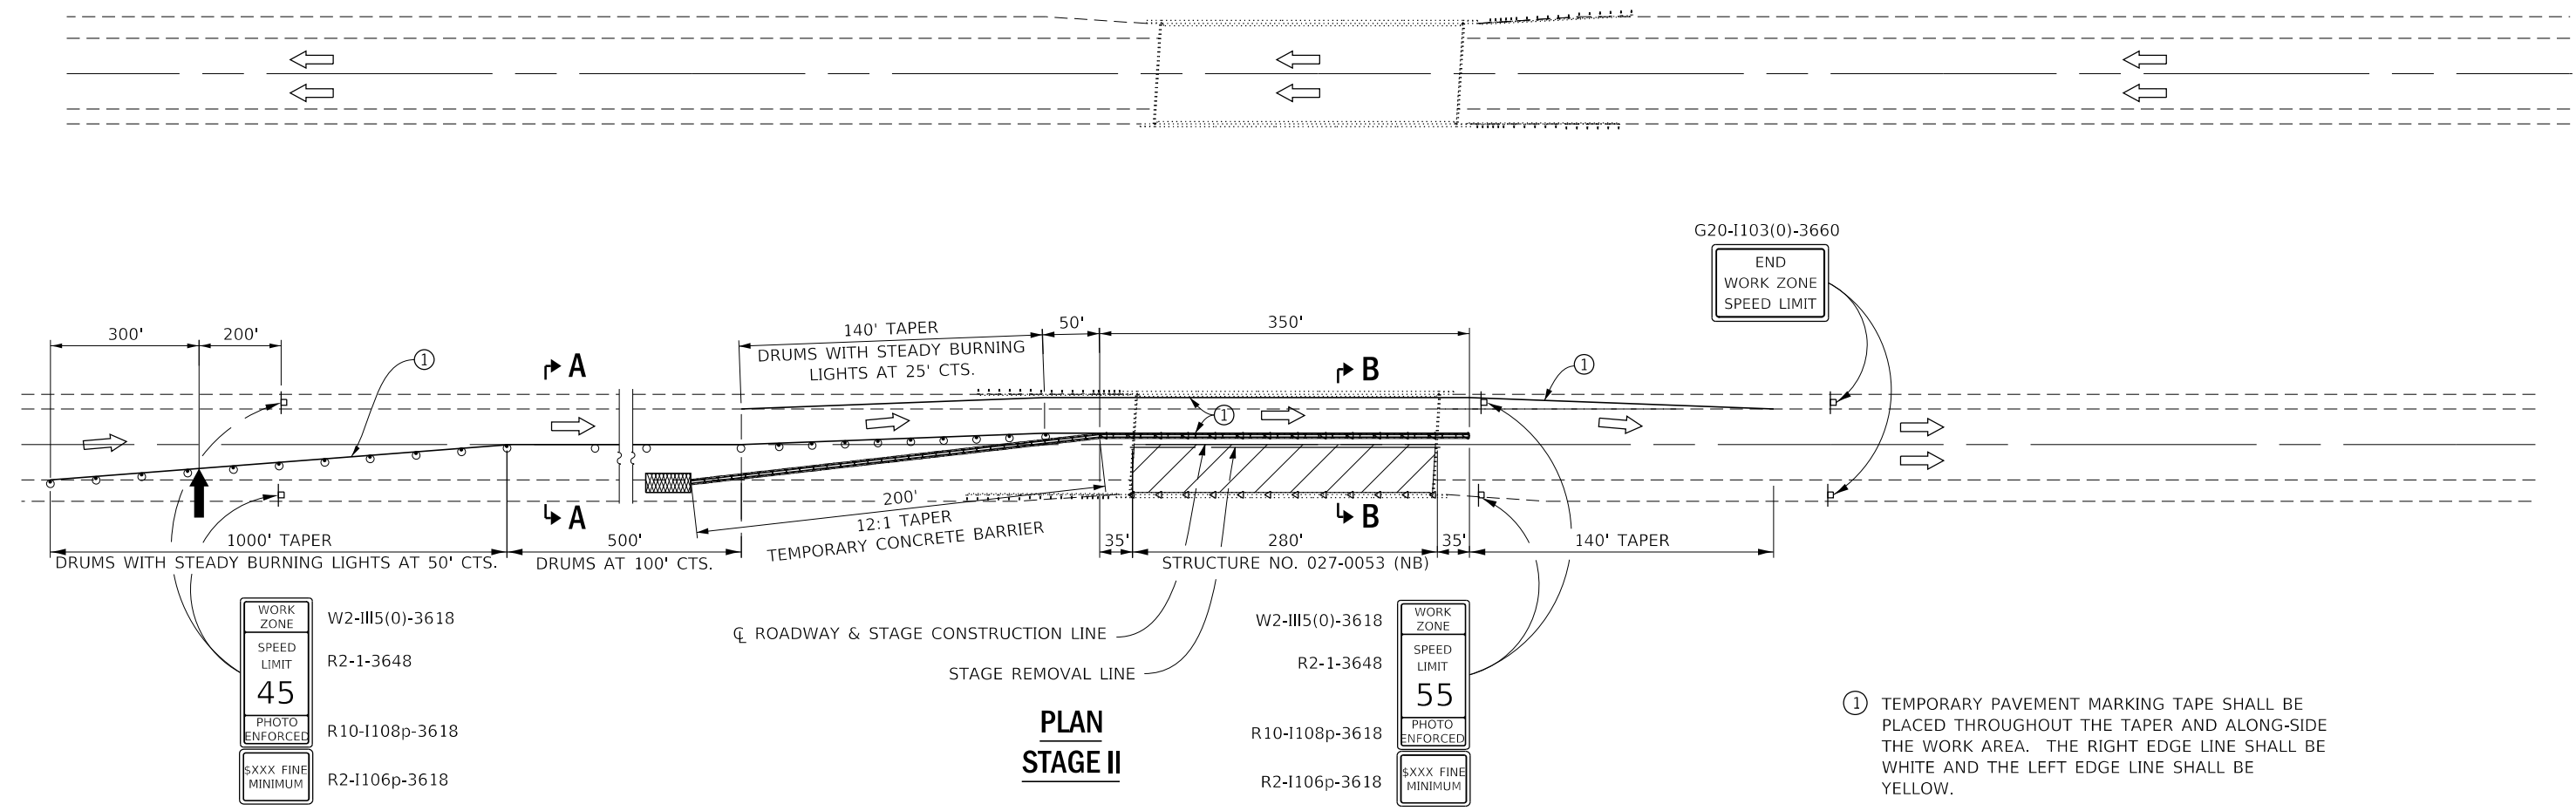 G20-I103(0)-3660
END
WORK ZONE
SPEED LIMIT
300'
200'
140' TAPER
DRUMS WITH STEADY BURNING
LIGHTS AT 25' CTS.
50'
350'
1
A
B
1
1
A
B
1000' TAPER
DRUMS WITH STEADY BURNING LIGHTS AT 50' CTS.
500'
DRUMS AT 100' CTS.
200'
12:1 TAPER
TEMPORARY CONCRETE BARRIER
35'
280'
35'
STRUCTURE NO. 027-0053 (NB)
140' TAPER
WORK
ZONE
SPEED
LIMIT
45
PHOTO
ENFORCED
$XXX FINE
MINIMUM
W2-III5(0)-3618
R2-1-3648
R10-I108p-3618
R2-I106p-3618
℄ ROADWAY & STAGE CONSTRUCTION LINE
STAGE REMOVAL LINE
PLAN
STAGE II
W2-III5(0)-3618
R2-1-3648
R10-I108p-3618
R2-I106p-3618
WORK
ZONE
SPEED
LIMIT
55
PHOTO
ENFORCED
$XXX FINE
MINIMUM
1 TEMPORARY PAVEMENT MARKING TAPE SHALL BE
PLACED THROUGHOUT THE TAPER AND ALONG-SIDE
THE WORK AREA. THE RIGHT EDGE LINE SHALL BE
WHITE AND THE LEFT EDGE LINE SHALL BE
YELLOW.